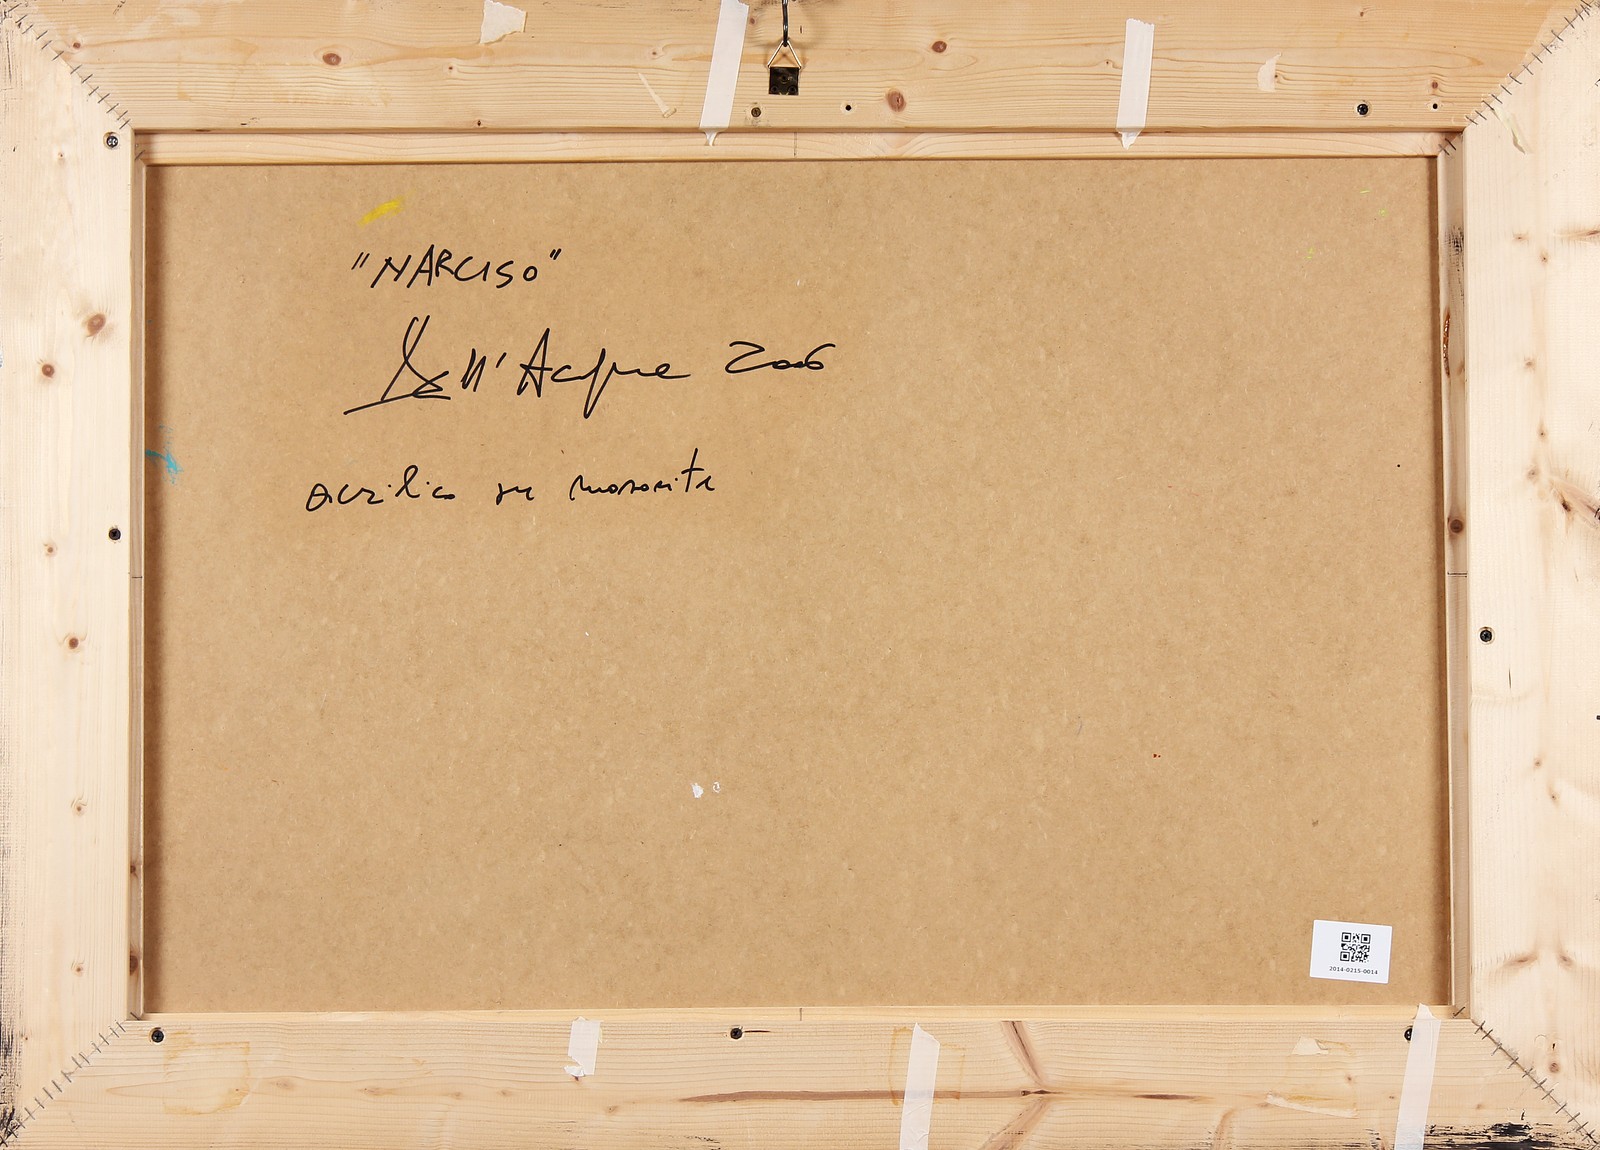 "NARCISO"
Dell'Acqua 2006
acrilico su masonite
2014-0215-0014